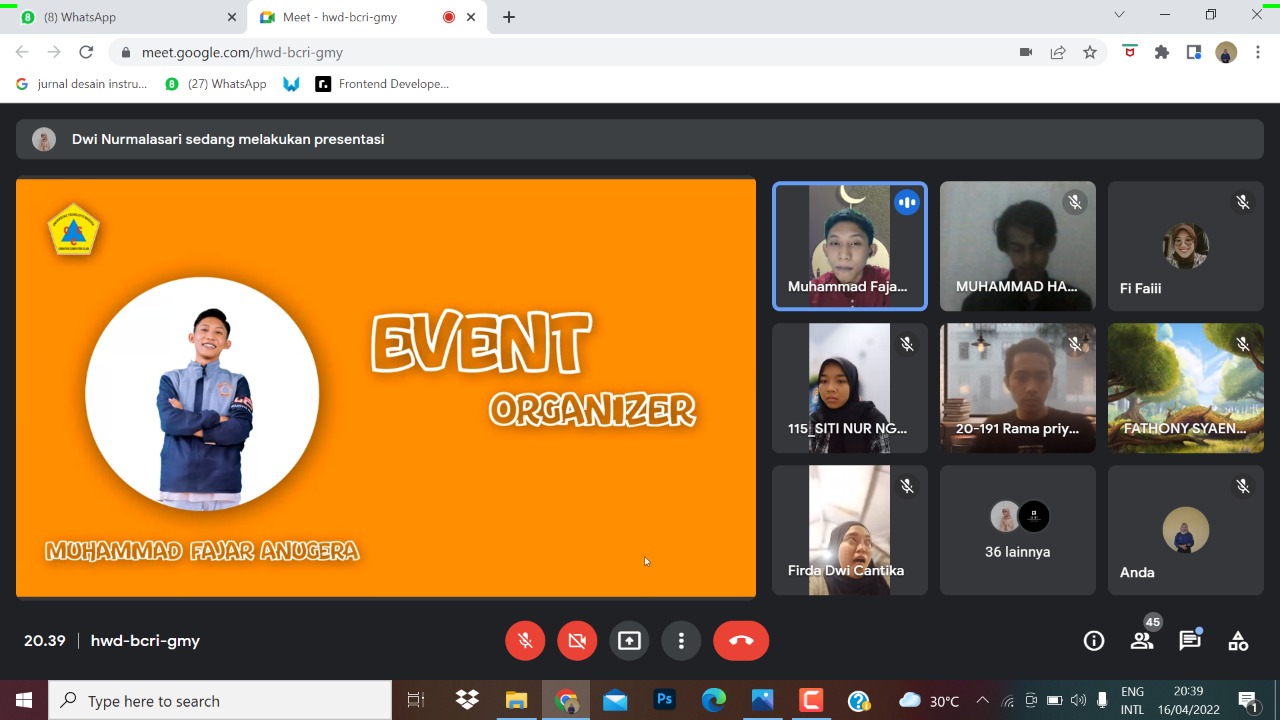 (8) WhatsApp
Meet - hwd-bcri-gmy
meet.google.com/hwd-bcri-gmy
jurnal desain instru...
(27) WhatsApp
Frontend Develope...
Dwi Nurmalasari sedang melakukan presentasi
EVENT
ORGANIZER
MUHAMMAD FAJAR ANUGERA
Muhammad Faja...
MUHAMMAD HA...
Fi Faiii
115_SITI NUR NG...
20-191 Rama priy...
FATHONY SYAEN...
Firda Dwi Cantika
36 lainnya
Anda
20.39
hwd-bcri-gmy
45
Type here to search
Ps
30°C
ENG
INTL
20:39
16/04/2022
1